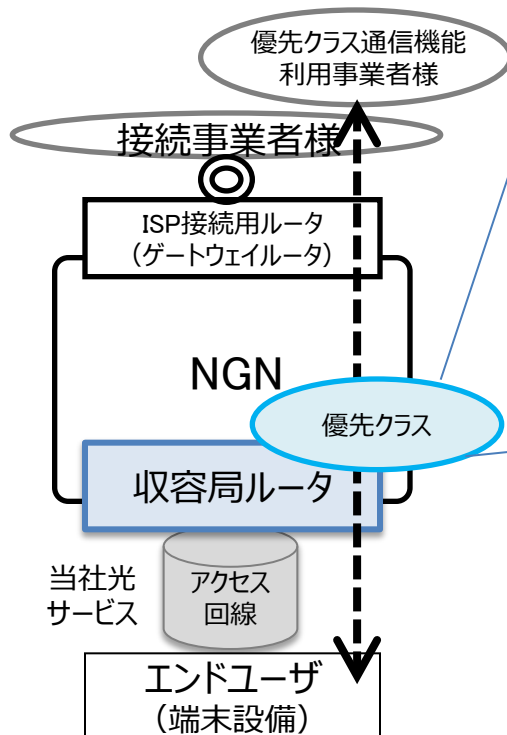 優先クラス通信機能
利用事業者様
接続事業者様
ISP接続用ルータ
（ゲートウェイルータ）
NGN
優先クラス
収容局ルータ
当社光
サービス
アクセス
回線
エンドユーザ
（端末設備）